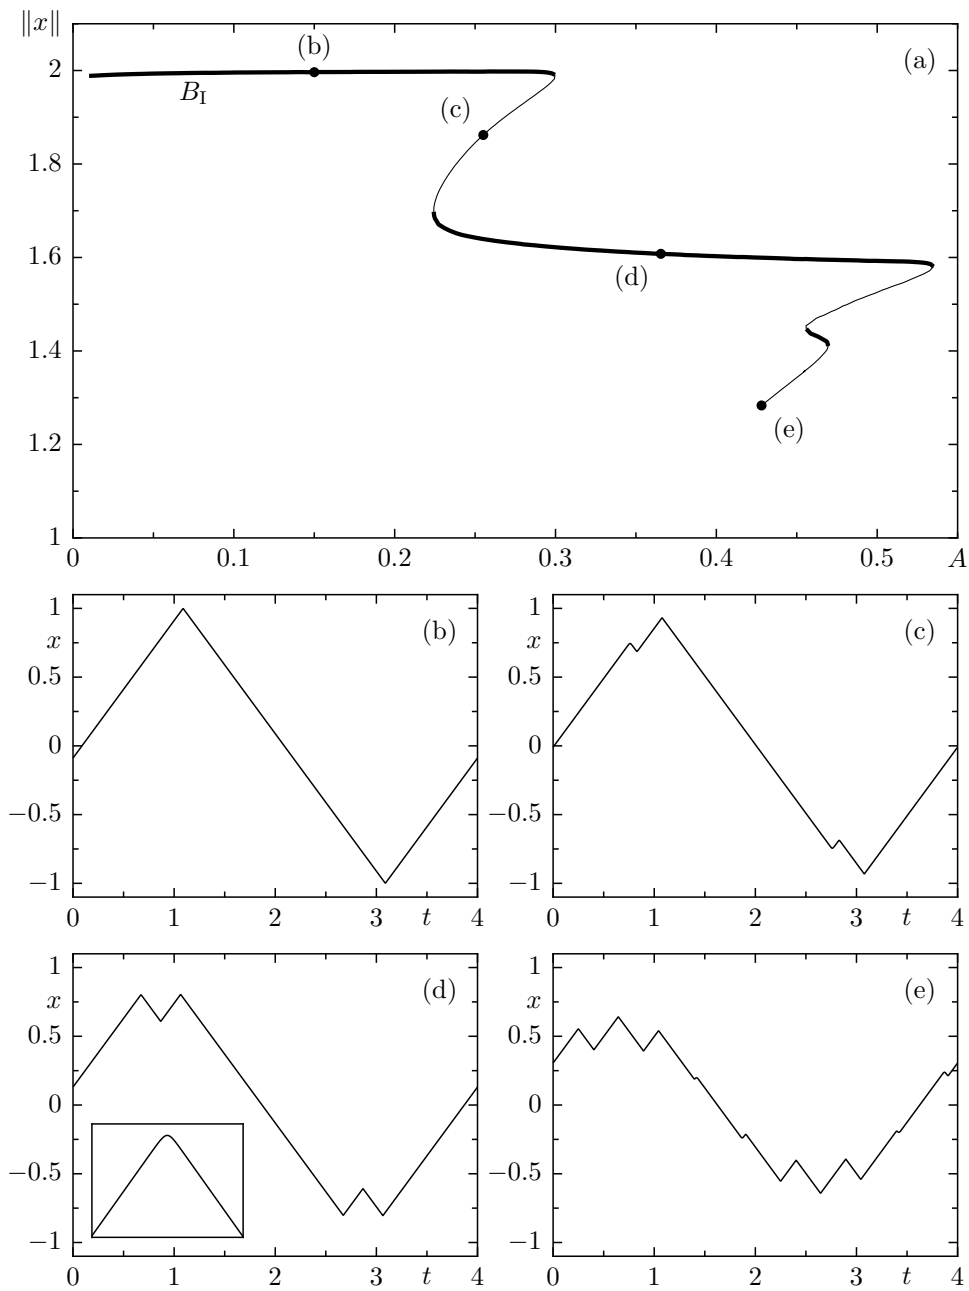 ‖x‖
(b)
(a)
2
B_I
(c)
1.8
1.6
(d)
1.4
(e)
1.2
1
0 0.1 0.2 0.3 0.4 0.5 A
1 (b) 1 (c)
x x
0.5 0.5
0 0
−0.5 −0.5
−1 −1
0 1 2 3 t 4 0 1 2 3 t 4
1 (d) 1 (e)
x x
0.5 0.5
0 0
−0.5 −0.5
−1 −1
0 1 2 3 t 4 0 1 2 3 t 4